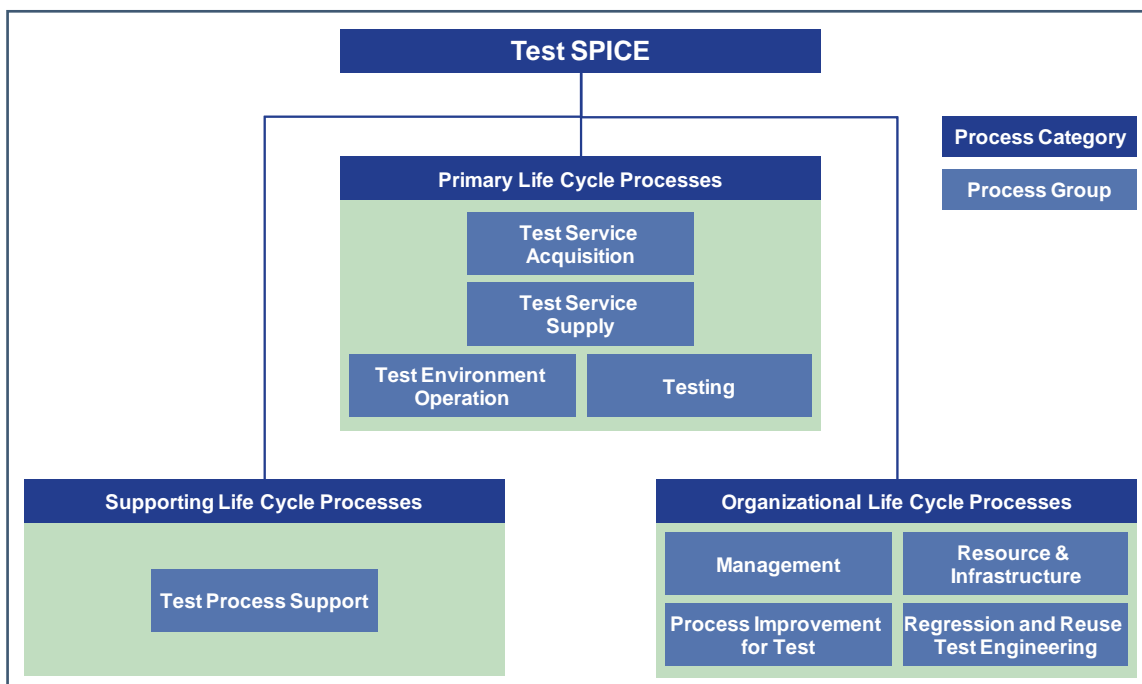 Test SPICE
Process Category
Process Group
Primary Life Cycle Processes
Test Service
Acquisition
Test Service
Supply
Test Environment
Operation
Testing
Supporting Life Cycle Processes
Test Process Support
Organizational Life Cycle Processes
Management
Resource &
Infrastructure
Process Improvement
for Test
Regression and Reuse
Test Engineering